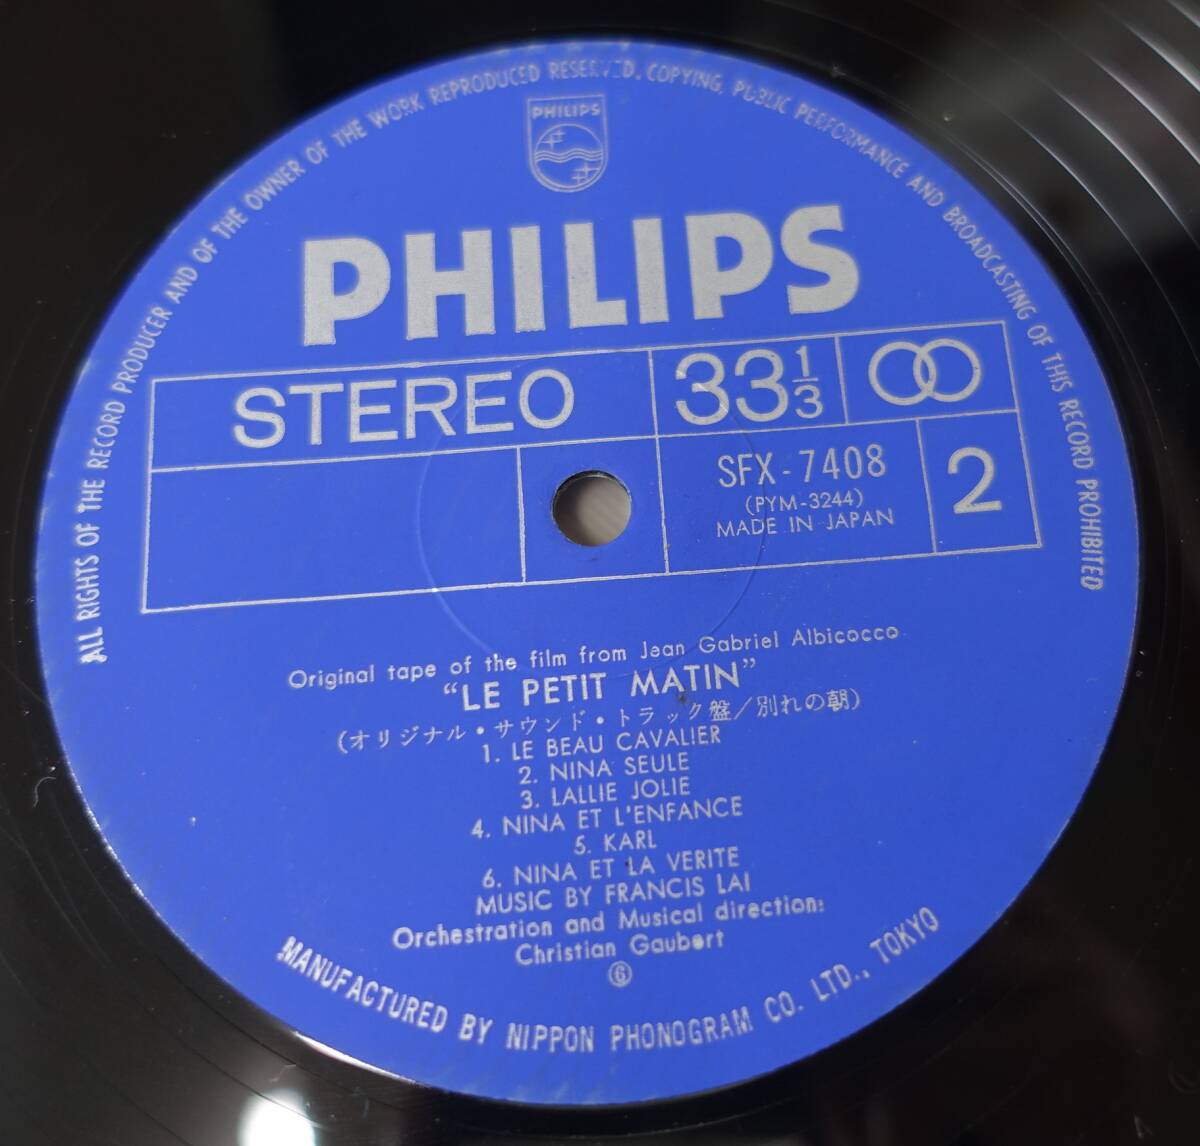 ALL RIGHTS OF THE RECORD PRODUCER AND OF THE OWNER OF THE WORK REPRODUCED RESERVED. COPYING, PUBLIC PERFORMANCE AND BROADCASTING OF THIS RECORD PROHIBITED
PHILIPS
PHILIPS
STEREO
33 1/3
SFX-7408
(PYM-3244)
MADE IN JAPAN
2
Original tape of the film from Jean Gabriel Albicocco
“LE PETIT MATIN”
(オリジナル・サウンド・トラック盤/別れの朝)
1. LE BEAU CAVALIER
2. NINA SEULE
3. LALLIE JOLIE
4. NINA ET L'ENFANCE
5. KARL
6. NINA ET LA VERITE
MUSIC BY FRANCIS LAI
Orchestration and Musical direction:
Christian Gaubert
⑥
MANUFACTURED BY NIPPON PHONOGRAM CO. LTD., TOKYO